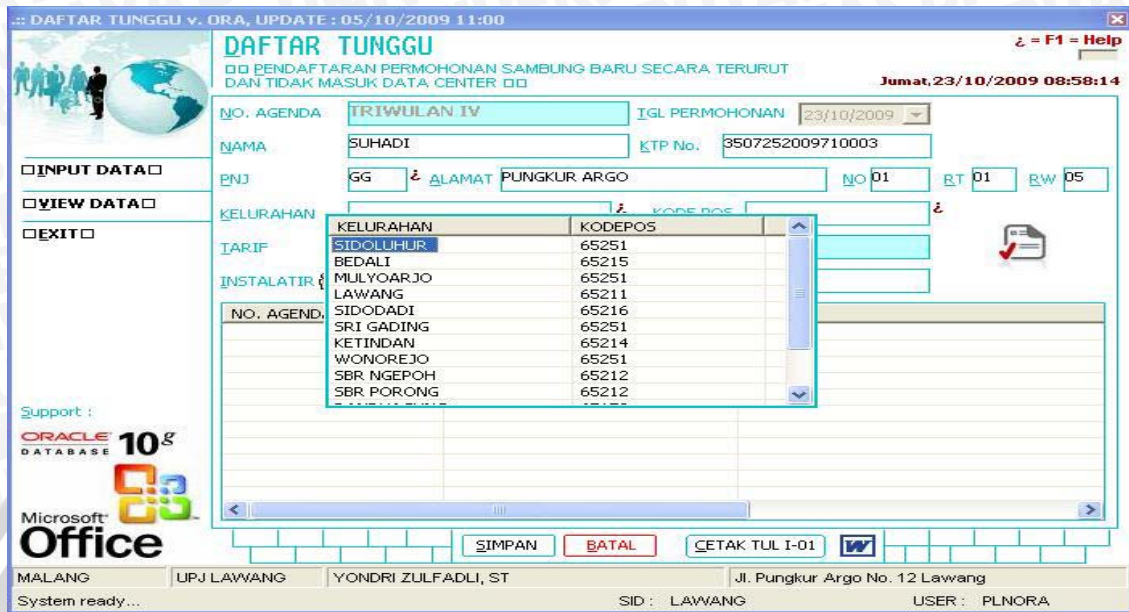 .:: DAFTAR TUNGGU v. ORA, UPDATE : 05/10/2009 11:00
DAFTAR TUNGGU
¿ = F1 = Help
PENDAFTARAN PERMOHONAN SAMBUNG BARU SECARA TERURUT
DAN TIDAK MASUK DATA CENTER
Jumat,23/10/2009 08:58:14
NO. AGENDA TRIWULAN IV TGL PERMOHONAN 23/10/2009
NAMA SUHADI KTP No. 3507252009710003
INPUT DATA
PNJ GG ¿ ALAMAT PUNGKUR ARGO NO 01 RT 01 RW 05
VIEW DATA
KELURAHAN ¿ KODE POS ¿
EXIT
KELURAHAN KODEPOS
TARIF
SIDOLUHUR 65251
BEDALI 65215
INSTALATIR
MULYOARJO 65251
LAWANG 65211
NO. AGEND
SIDODADI 65216
SRI GADING 65251
KETINDAN 65214
WONOREJO 65251
SBR NGEPOH 65212
SBR PORONG 65212
Support :
ORACLE 10g
DATABASE
Microsoft
Office
SIMPAN BATAL CETAK TUL I-01 W
MALANG UPJ LAWANG YONDRI ZULFADLI, ST Jl. Pungkur Argo No. 12 Lawang
System ready... SID : LAWANG USER : PLNORA